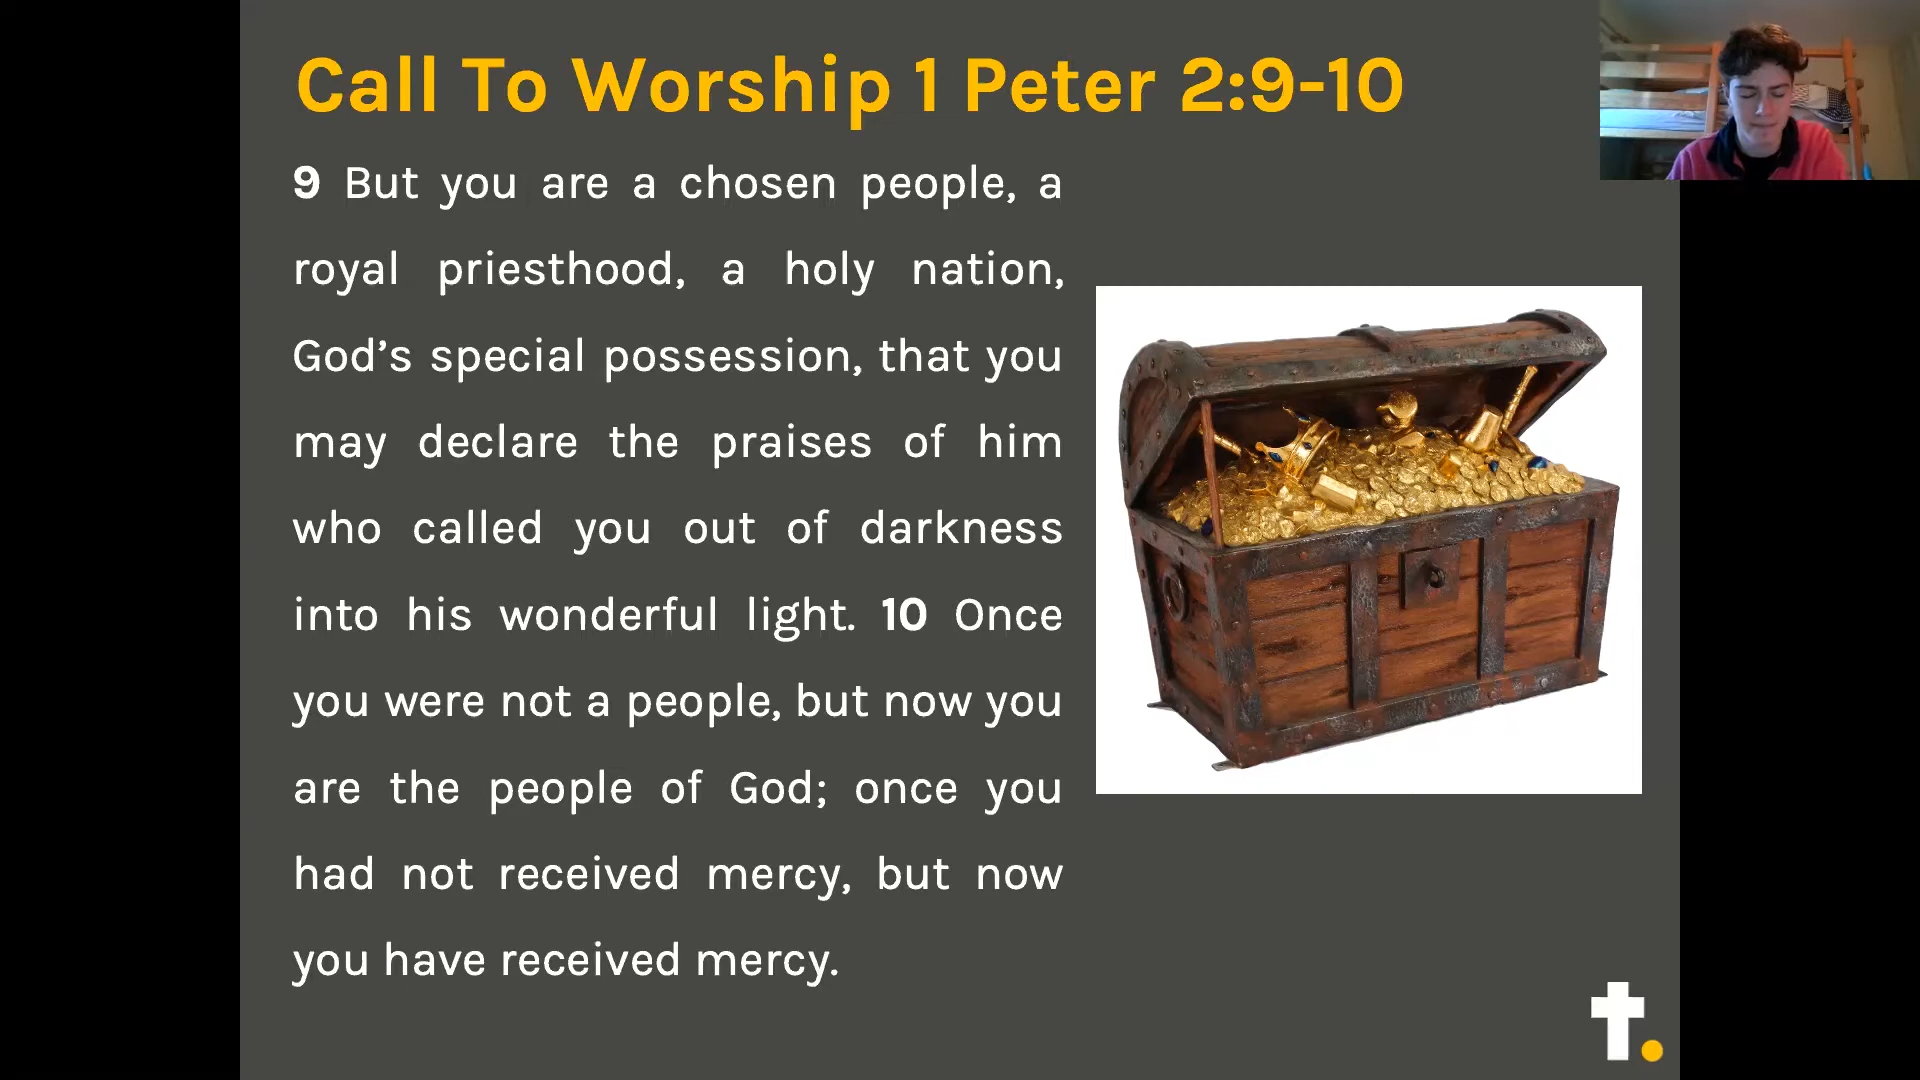 Call To Worship 1 Peter 2:9-10
9 But you are a chosen people, a
royal priesthood, a holy nation,
God’s special possession, that you
may declare the praises of him
who called you out of darkness
into his wonderful light. 10 Once
you were not a people, but now you
are the people of God; once you
had not received mercy, but now
you have received mercy.